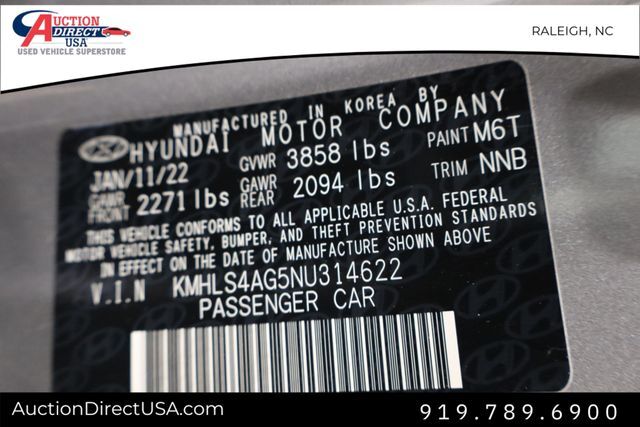 AUCTION
DIRECT
USA
USED VEHICLE SUPERSTORE
RALEIGH, NC
MANUFACTURED IN KOREA BY
HYUNDAI MOTOR COMPANY
JAN/11/22 GVWR 3858 lbs PAINT M6T
GAWR FRONT 2271 lbs GAWR REAR 2094 lbs TRIM NNB
THIS VEHICLE CONFORMS TO ALL APPLICABLE U.S.A. FEDERAL
MOTOR VEHICLE SAFETY, BUMPER, AND THEFT PREVENTION STANDARDS
IN EFFECT ON THE DATE OF MANUFACTURE SHOWN ABOVE
V.I.N KMHLS4AG5NU314622
PASSENGER CAR
AuctionDirectUSA.com
919.789.6900